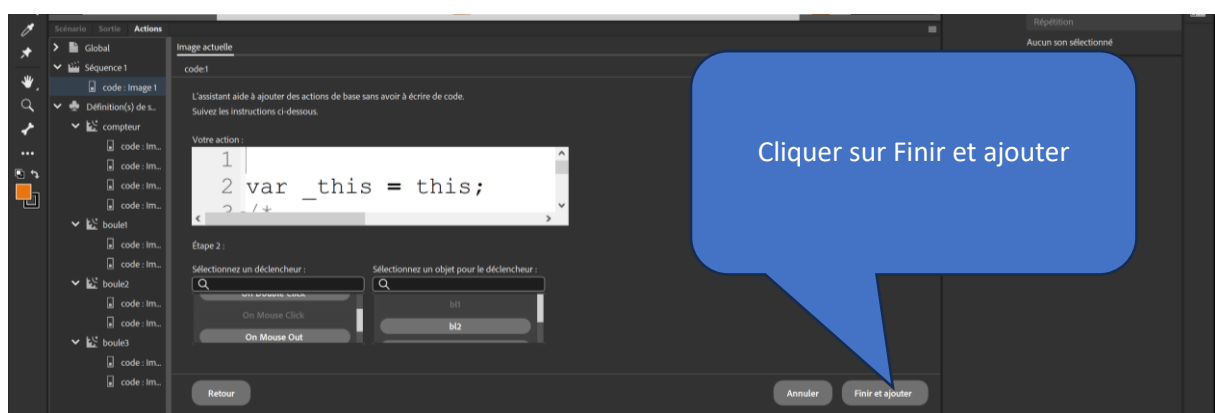 Répétition
Aucun son sélectionné
Scénario Sortie Actions
Global
Séquence 1
code : Image 1
Définition(s) de s...
compteur
code : Im...
code : Im...
code : Im...
code : Im...
boule1
code : Im...
code : Im...
boule2
code : Im...
code : Im...
boule3
code : Im...
code : Im...
Image actuelle
code:1
L'assistant aide à ajouter des actions de base sans avoir à écrire de code.
Suivez les instructions ci-dessous.
Votre action :
1
2 var _this = this;
3 /*
Étape 2 :
Sélectionnez un déclencheur :
Sélectionnez un objet pour le déclencheur :
On Double Click
On Mouse Click
On Mouse Out
bl1
bl2
Retour
Annuler
Finir et ajouter
Cliquer sur Finir et ajouter